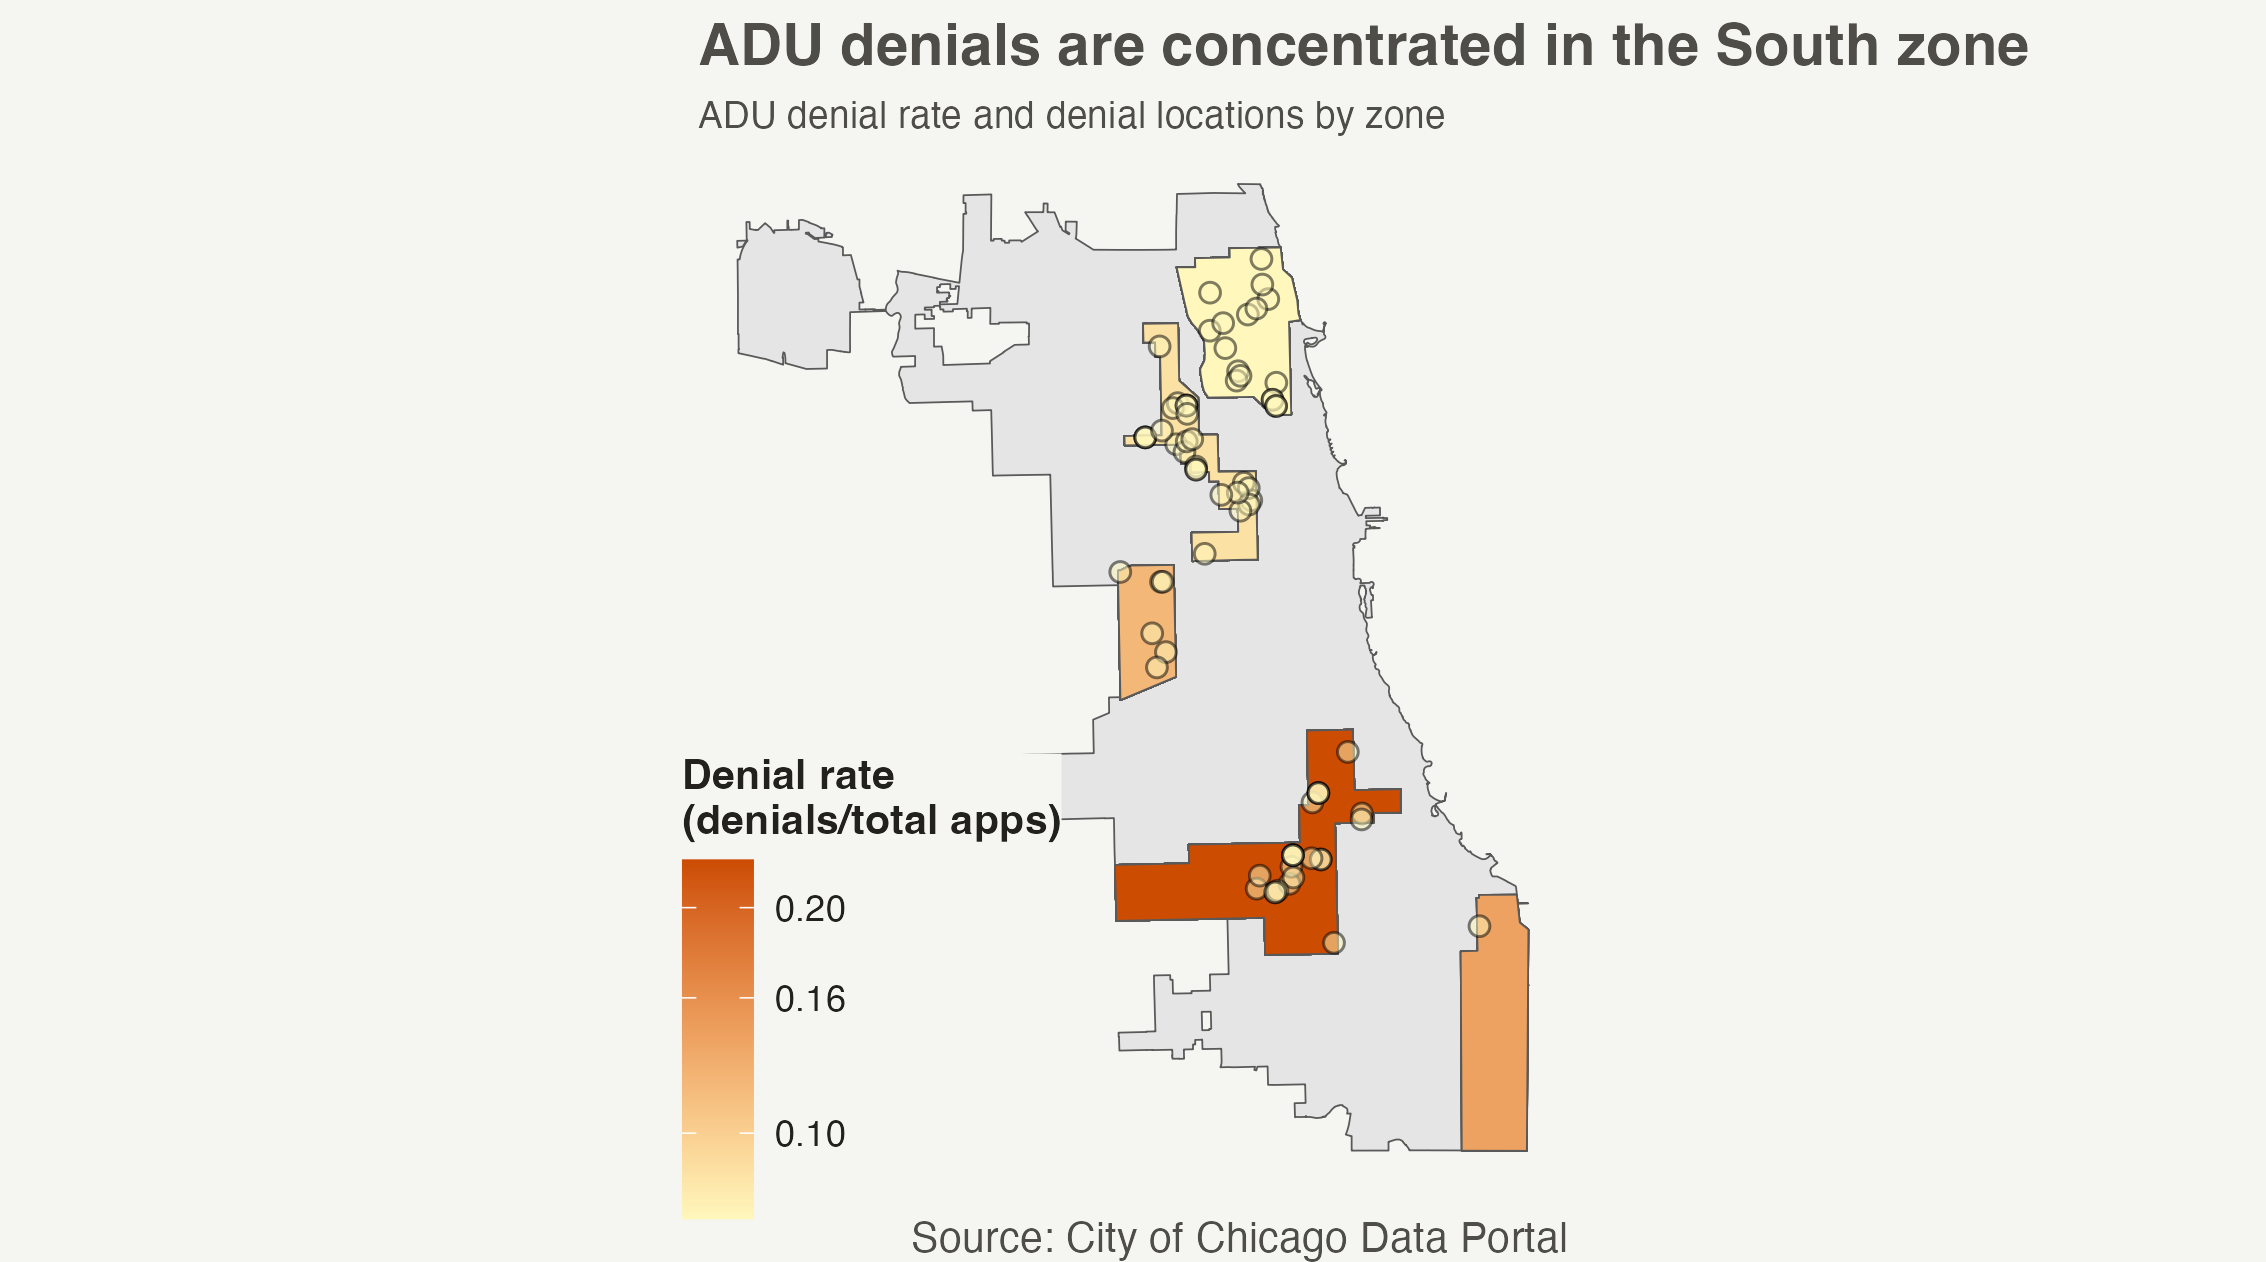 ADU denials are concentrated in the South zone
ADU denial rate and denial locations by zone
Denial rate
(denials/total apps)
0.20
0.16
0.10
Source: City of Chicago Data Portal